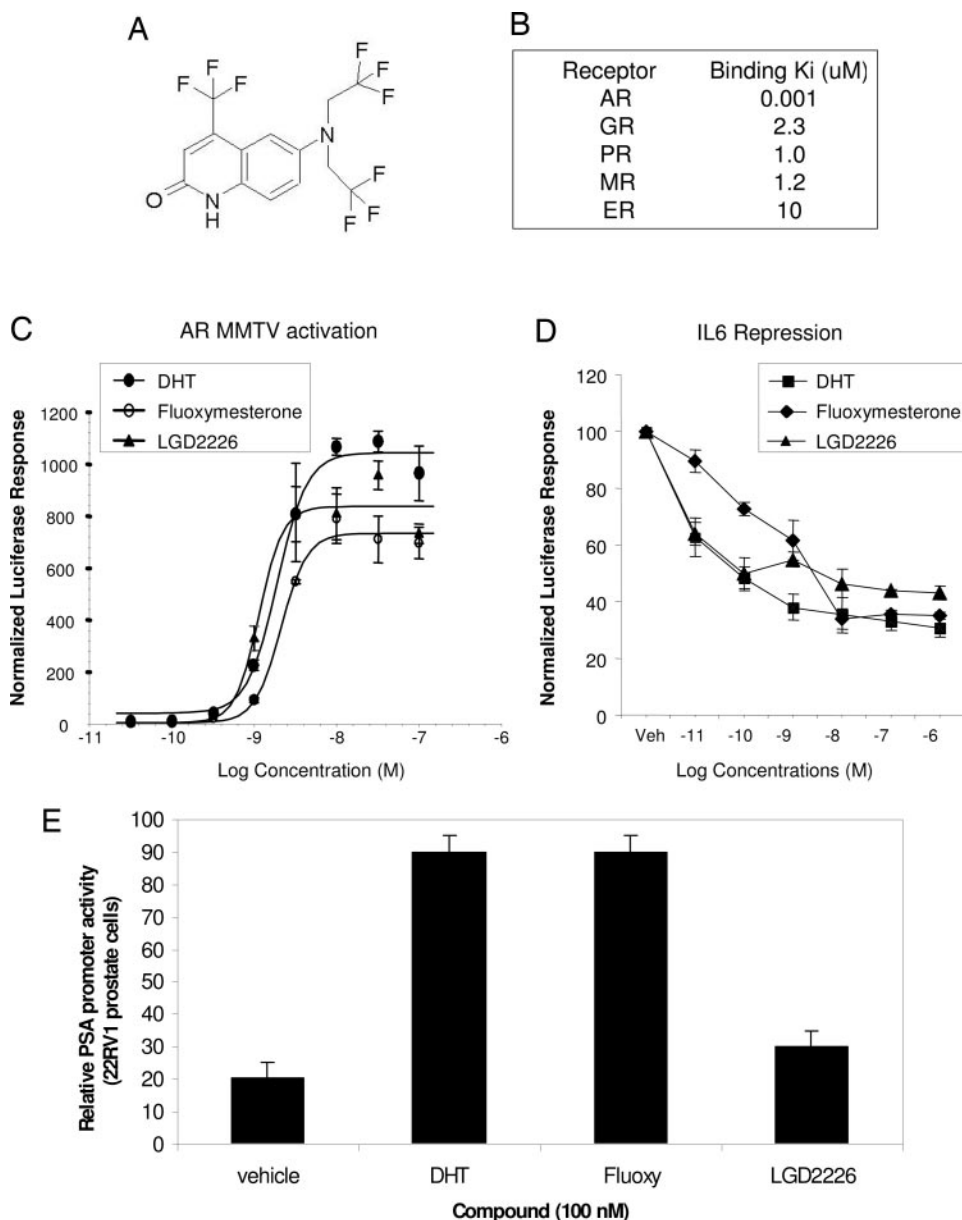 A
F
F
F
F
F
F
N
F
F
F
O
N
H
B
Receptor Binding Ki (uM)
AR 0.001
GR 2.3
PR 1.0
MR 1.2
ER 10
C
AR MMTV activation
DHT
Fluoxymesterone
LGD2226
Normalized Luciferase Response
1200
1000
800
600
400
200
0
-11 -10 -9 -8 -7 -6
Log Concentration (M)
D
IL6 Repression
DHT
Fluoxymesterone
LGD2226
Normalized Luciferase Response
120
100
80
60
40
20
0
Veh -11 -10 -9 -8 -7 -6
Log Concentrations (M)
E
Relative PSA promoter activity
(22RV1 prostate cells)
100
90
80
70
60
50
40
30
20
10
0
vehicle DHT Fluoxy LGD2226
Compound (100 nM)